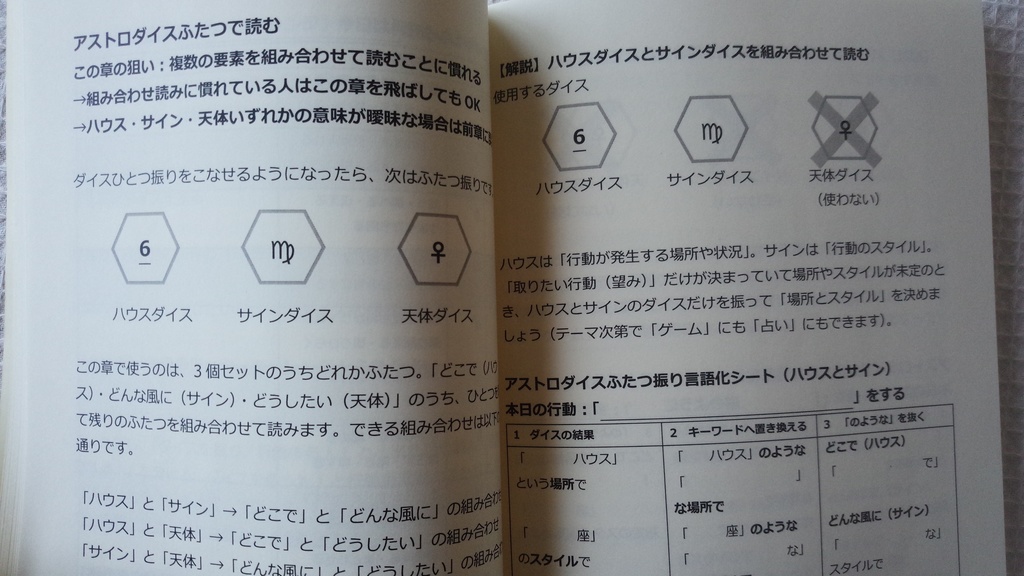 アストロダイスふたつで読む
この章の狙い：複数の要素を組み合わせて読むことに慣れる
→組み合わせ読みに慣れている人はこの章を飛ばしてもOK
→ハウス・サイン・天体いずれかの意味が曖昧な場合は前章に
ダイスひとつ振りをこなせるようになったら、次はふたつ振りです
6
♍
♀
ハウスダイス
サインダイス
天体ダイス
この章で使うのは、3個セットのうちどれかふたつ。「どこで（ハウ
ス）・どんな風に（サイン）・どうしたい（天体）」のうち、ひとつを
て残りのふたつを組み合わせて読みます。できる組み合わせは以下の
通りです。
「ハウス」と「サイン」→「どこで」と「どんな風に」の組み合わせ
「ハウス」と「天体」→「どこで」と「どうしたい」の組み合わせ
「サイン」と「天体」→「どんな風に」と「どうしたい」の組み合
【解説】ハウスダイスとサインダイスを組み合わせて読む
使用するダイス
6
♍
♀
ハウスダイス
サインダイス
天体ダイス
（使わない）
ハウスは「行動が発生する場所や状況」。サインは「行動のスタイル」。
「取りたい行動（望み）」だけが決まっていて場所やスタイルが未定のと
き、ハウスとサインのダイスだけを振って「場所とスタイル」を決めま
しょう（テーマ次第で「ゲーム」にも「占い」にもできます）。
アストロダイスふたつ振り言語化シート（ハウスとサイン）
本日の行動：「　」をする
1 ダイスの結果
「　ハウス」
という場所で
「　座」
のスタイルで
2 キーワードへ置き換える
「　ハウス」のような
「　」
な場所で
「　座」のような
「　な」
3 「のような」を抜く
どこで（ハウス）
「　で」
どんな風に（サイン）
「　な」
スタイルで